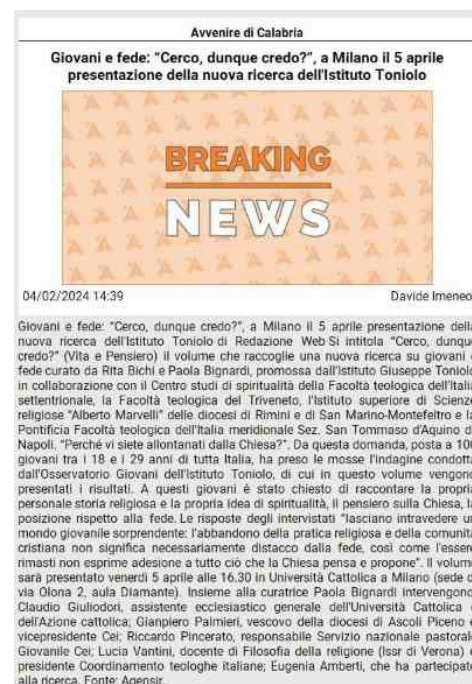 Avvenire di Calabria
Giovani e fede: “Cerco, dunque credo?”, a Milano il 5 aprile
presentazione della nuova ricerca dell'Istituto Toniolo
BREAKING
NEWS
04/02/2024 14:39 Davide Imeneo
Giovani e fede: “Cerco, dunque credo?”, a Milano il 5 aprile presentazione della
nuova ricerca dell'Istituto Toniolo di Redazione Web Si intitola “Cerco, dunque
credo?” (Vita e Pensiero) il volume che raccoglie una nuova ricerca su giovani e
fede curato da Rita Bichi e Paola Bignardi, promossa dall'Istituto Giuseppe Toniolo
in collaborazione con il Centro studi di spiritualità della Facoltà teologica dell'Italia
settentrionale, la Facoltà teologica del Triveneto, l'Istituto superiore di Scienze
religiose “Alberto Marvelli” delle diocesi di Rimini e di San Marino-Montefeltro e la
Pontificia Facoltà teologica dell'Italia meridionale Sez. San Tommaso d'Aquino di
Napoli. “Perché vi siete allontanati dalla Chiesa?”. Da questa domanda, posta a 100
giovani tra i 18 e i 29 anni di tutta Italia, ha preso le mosse l'indagine condotta
dall'Osservatorio Giovani dell'Istituto Toniolo, di cui in questo volume vengono
presentati i risultati. A questi giovani è stato chiesto di raccontare la propria
personale storia religiosa e la propria idea di spiritualità, il pensiero sulla Chiesa, la
posizione rispetto alla fede. Le risposte degli intervistati “lasciano intravedere un
mondo giovanile sorprendente: l'abbandono della pratica religiosa e della comunità
cristiana non significa necessariamente distacco dalla fede, così come l'essere
rimasti non esprime adesione a tutto ciò che la Chiesa pensa e propone”. Il volume
sarà presentato venerdì 5 aprile alle 16.30 in Università Cattolica a Milano (sede di
via Olona 2, aula Diamante). Insieme alla curatrice Paola Bignardi intervengono:
Claudio Giuliodori, assistente ecclesiastico generale dell'Università Cattolica e
dell'Azione cattolica; Gianpiero Palmieri, vescovo della diocesi di Ascoli Piceno e
vicepresidente Cei; Riccardo Pincerato, responsabile Servizio nazionale pastorale
Giovanile Cei; Lucia Vantini, docente di Filosofia della religione (Issr di Verona) e
presidente Coordinamento teologhe italiane; Eugenia Amberti, che ha partecipato
alla ricerca. Fonte: Agensir.